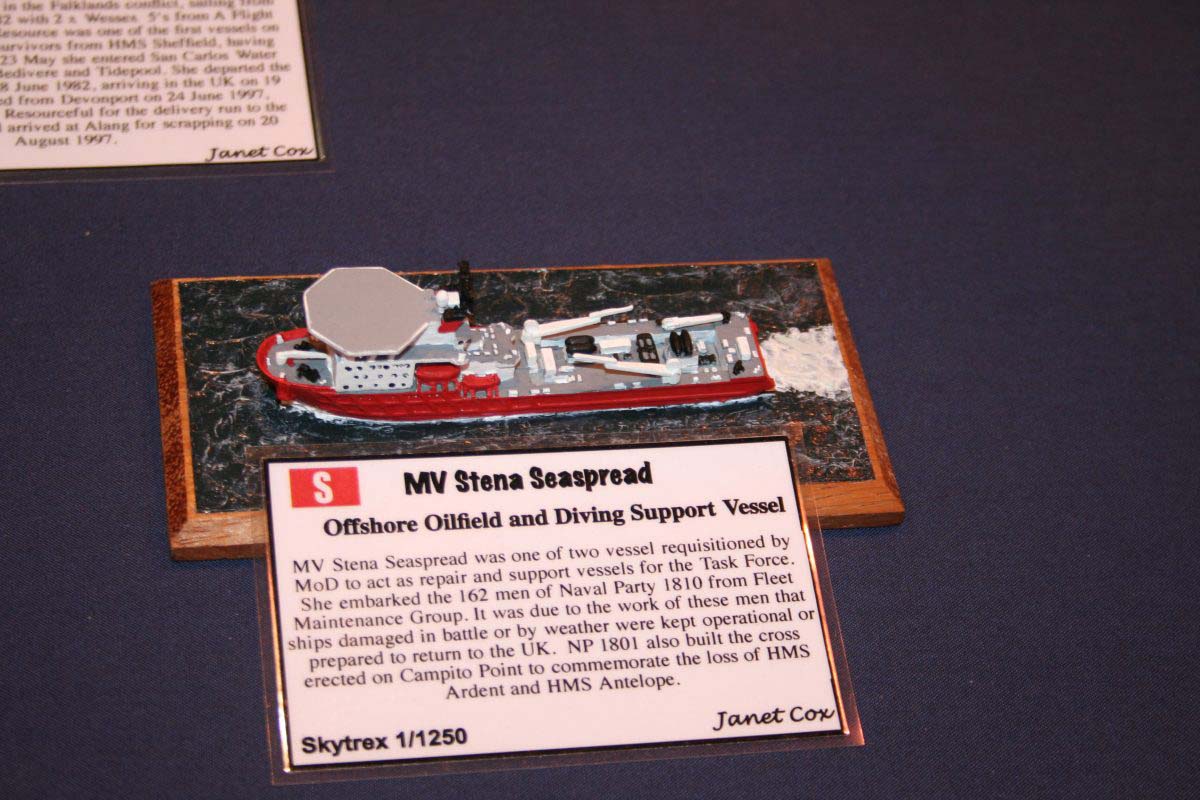 in the Falklands conflict, sailing from
2 with 2 x Wessex 5's from A Flight
Resource was one of the first vessels on
survivors from HMS Sheffield, having
23 May she entered San Carlos Water
Bedivere and Tidepool. She departed the
8 June 1982, arriving in the UK on 19
ed from Devonport on 24 June 1997,
Resourceful for the delivery run to the
arrived at Alang for scrapping on 20
August 1997.
Janet Cox
S
MV Stena Seaspread
Offshore Oilfield and Diving Support Vessel
MV Stena Seaspread was one of two vessel requisitioned by
MoD to act as repair and support vessels for the Task Force.
She embarked the 162 men of Naval Party 1810 from Fleet
Maintenance Group. It was due to the work of these men that
ships damaged in battle or by weather were kept operational or
prepared to return to the UK. NP 1801 also built the cross
erected on Campito Point to commemorate the loss of HMS
Ardent and HMS Antelope.
Skytrex 1/1250
Janet Cox